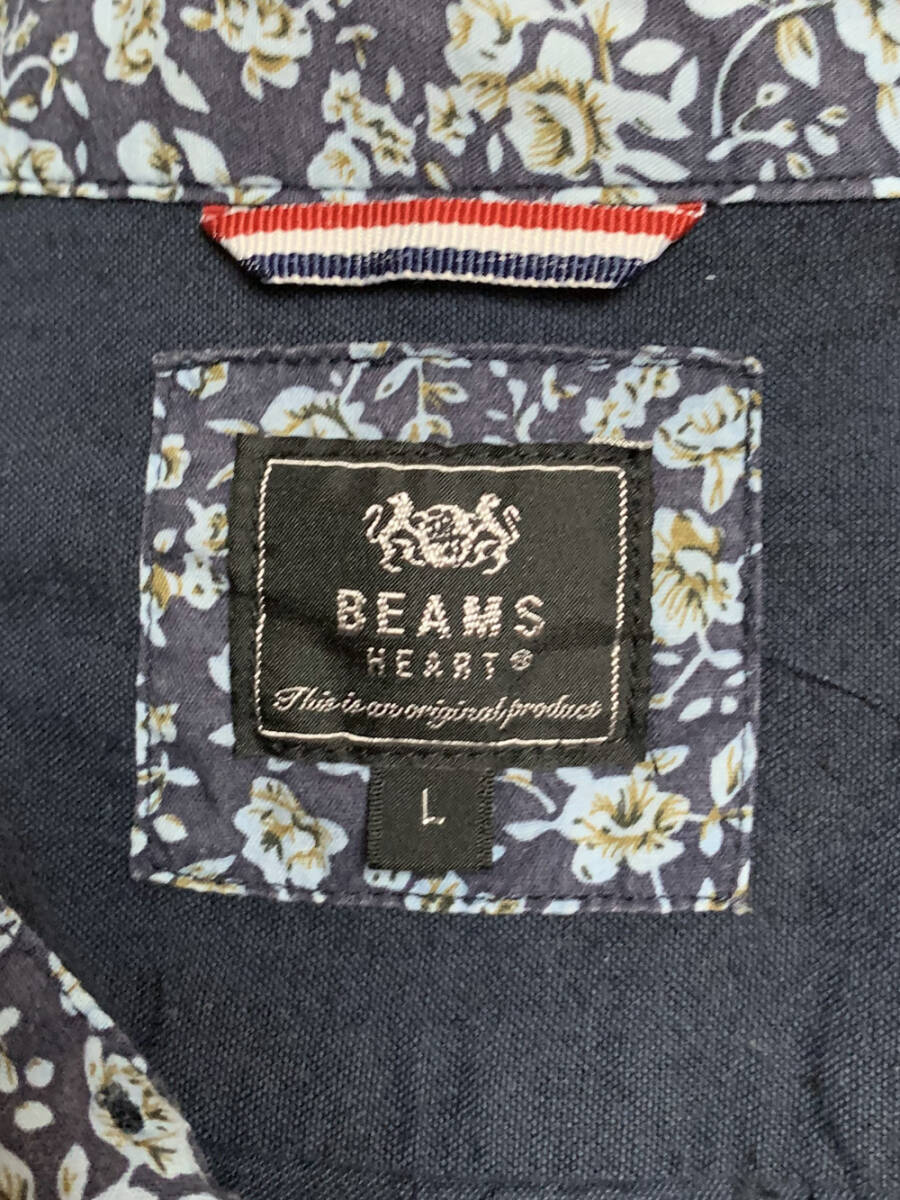 BEAMS
HEART®
This is an original product
L